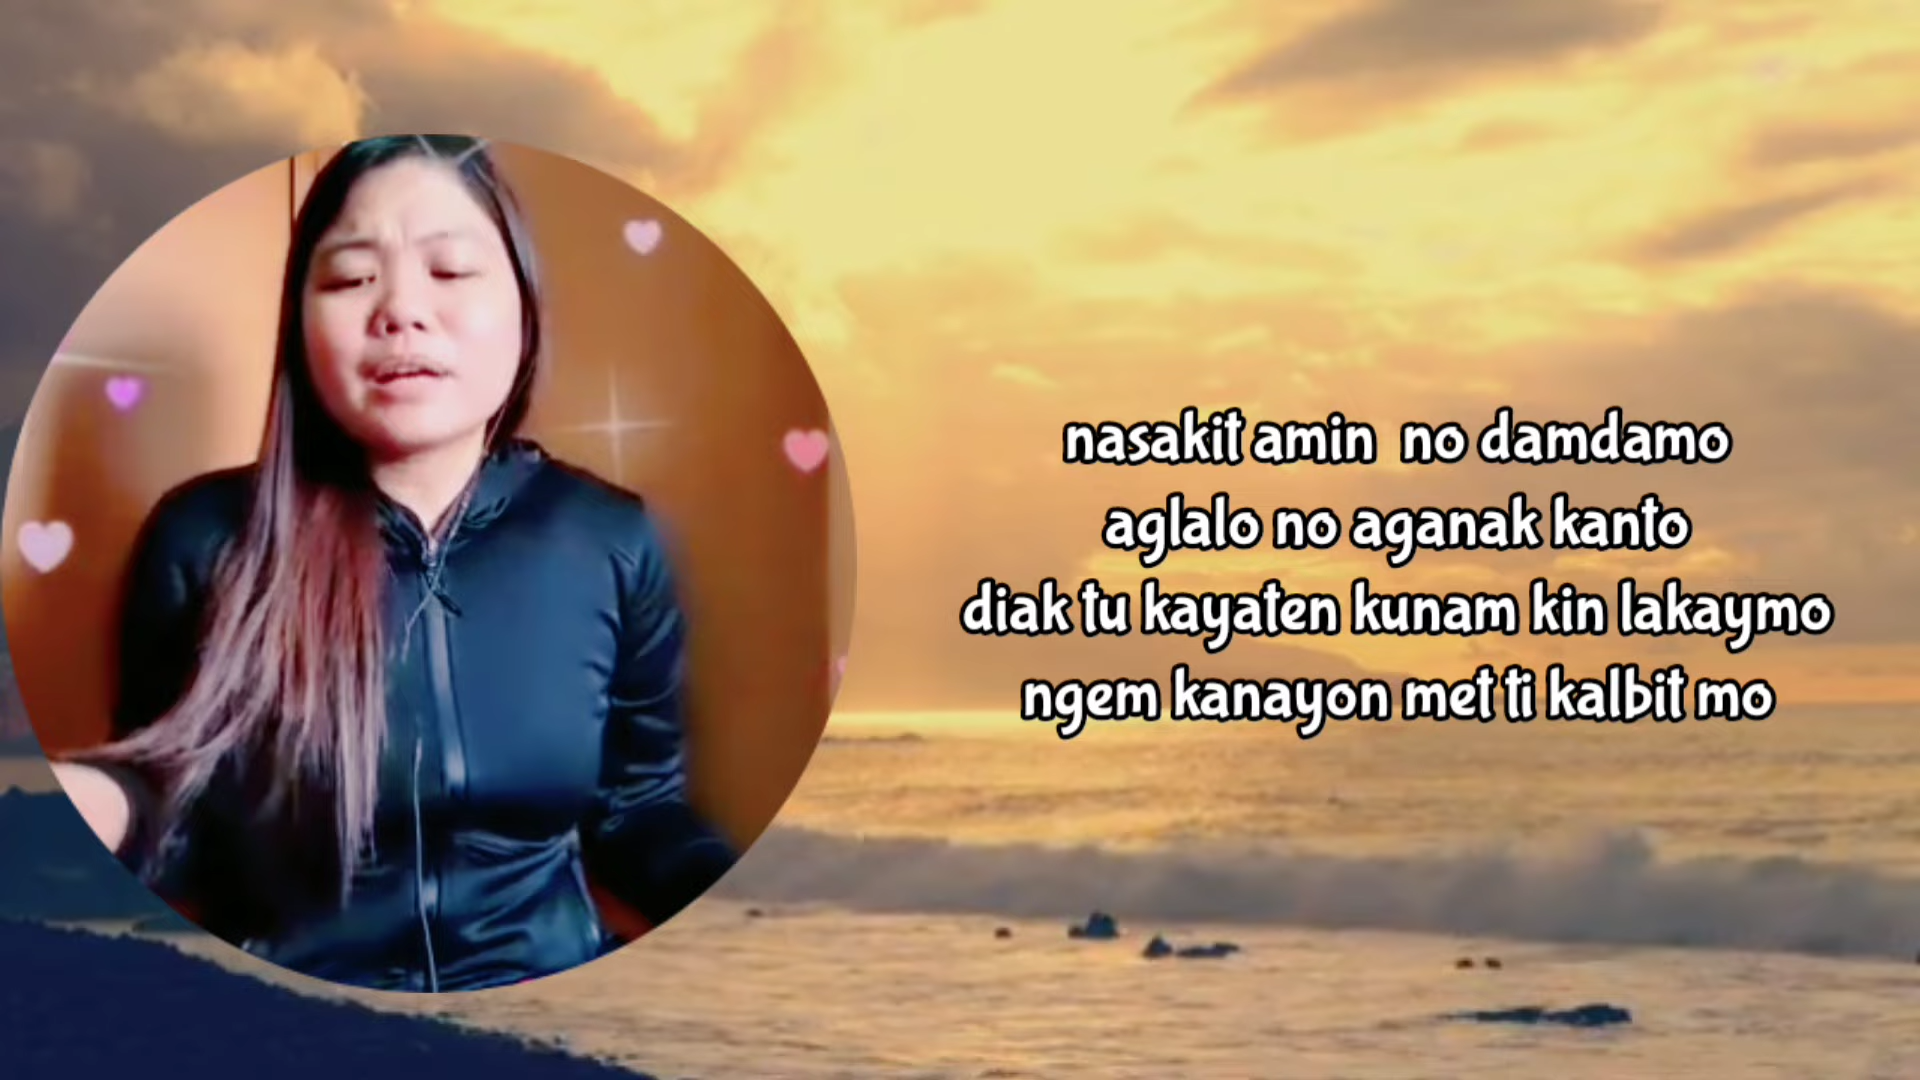 nasakit amin no damdamo
aglalo no aganak kanto
diak tu kayaten kunam kin lakaymo
ngem kanayon met ti kalbit mo